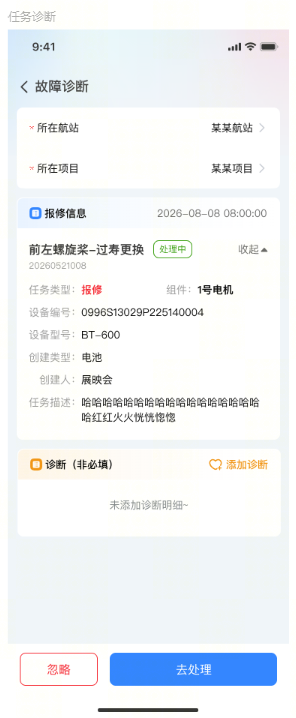 任务诊断
9:41
故障诊断
*所在航站 某某航站
*所在项目 某某项目
报修信息 2026-08-08 08:00:00
前左螺旋桨-过寿更换 处理中 收起
20260521008
任务类型：报修 组件：1号电机
设备编号：0996S13029P225140004
设备型号：BT-600
创建类型：电池
创建人：展映会
任务描述：哈哈哈哈哈哈哈哈哈哈哈哈哈哈哈哈哈
哈红红火火恍恍惚惚
诊断（非必填） 添加诊断
未添加诊断明细~
忽略 去处理